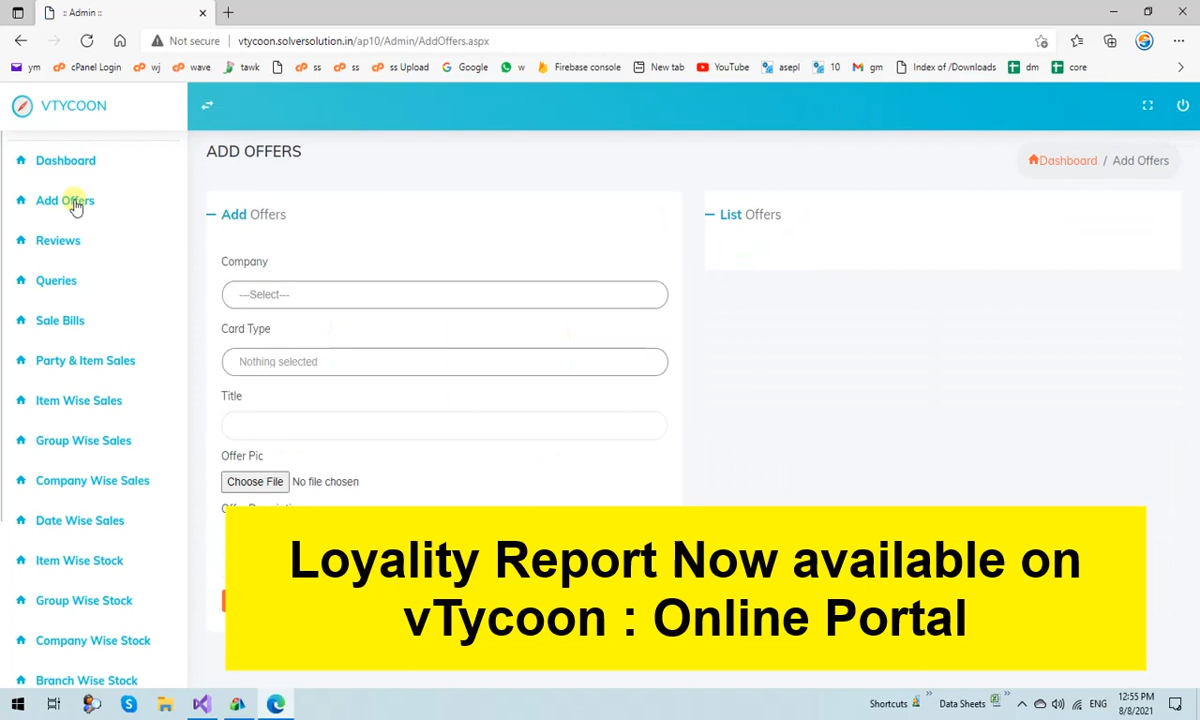 :: Admin ::
Not secure
vtycoon.solversolution.in/ap10/Admin/AddOffers.aspx
ym
cPanel Login
wj
wave
tawk
ss
ss
ss Upload
Google
w
Firebase console
New tab
YouTube
asepl
10
gm
Index of /Downloads
dm
core
VTYCOON
ADD OFFERS
Dashboard / Add Offers
Dashboard
Add Offers
Reviews
Queries
Sale Bills
Party & Item Sales
Item Wise Sales
Group Wise Sales
Company Wise Sales
Date Wise Sales
Item Wise Stock
Group Wise Stock
Company Wise Stock
Branch Wise Stock
Add Offers
Company
---Select---
Card Type
Nothing selected
Title
Offer Pic
Choose File No file chosen
List Offers
Loyality Report Now available on
vTycoon : Online Portal
Shortcuts
Data Sheets
ENG
12:55 PM
8/8/2021